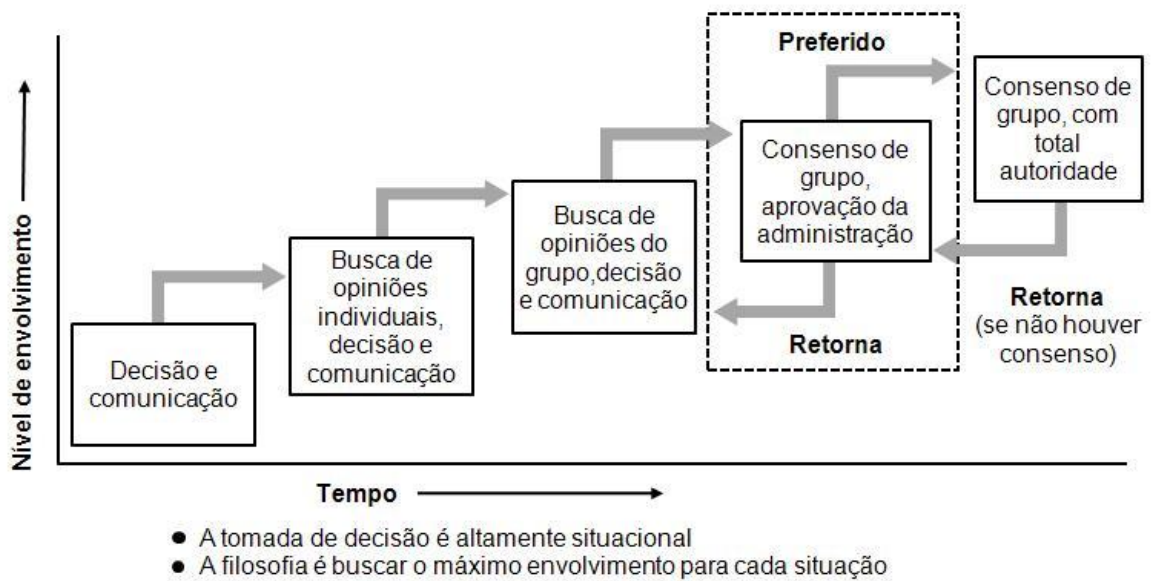 Nível de envolvimento
Decisão e
comunicação
Busca de
opiniões
individuais,
decisão e
comunicação
Busca de
opiniões do
grupo,decisão
e comunicação
Preferido
Consenso de
grupo,
aprovação da
administração
Retorna
Consenso de
grupo, com
total
autoridade
Retorna
(se não houver
consenso)
Tempo
• A tomada de decisão é altamente situacional
• A filosofia é buscar o máximo envolvimento para cada situação